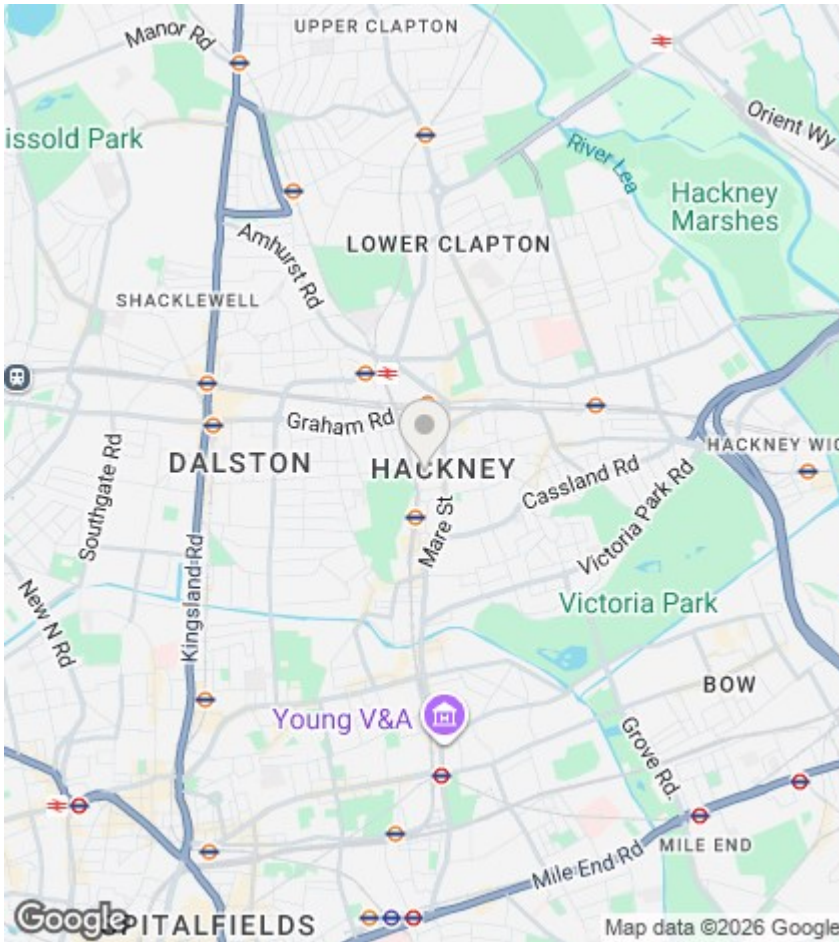 UPPER CLAPTON
Manor Rd
Orient Wy
issold Park
River Lea
Hackney
Marshes
LOWER CLAPTON
Amhurst Rd
SHACKLEWELL
Graham Rd
DALSTON
HACKNEY
HACKNEY WIC
Southgate Rd
Cassland Rd
Mare St
Victoria Park Rd
Kingsland Rd
New N Rd
Victoria Park
BOW
Young V&A
Grove Rd.
MILE END
Mile End Rd
Google
PITALFIELDS
Map data ©2026 Google